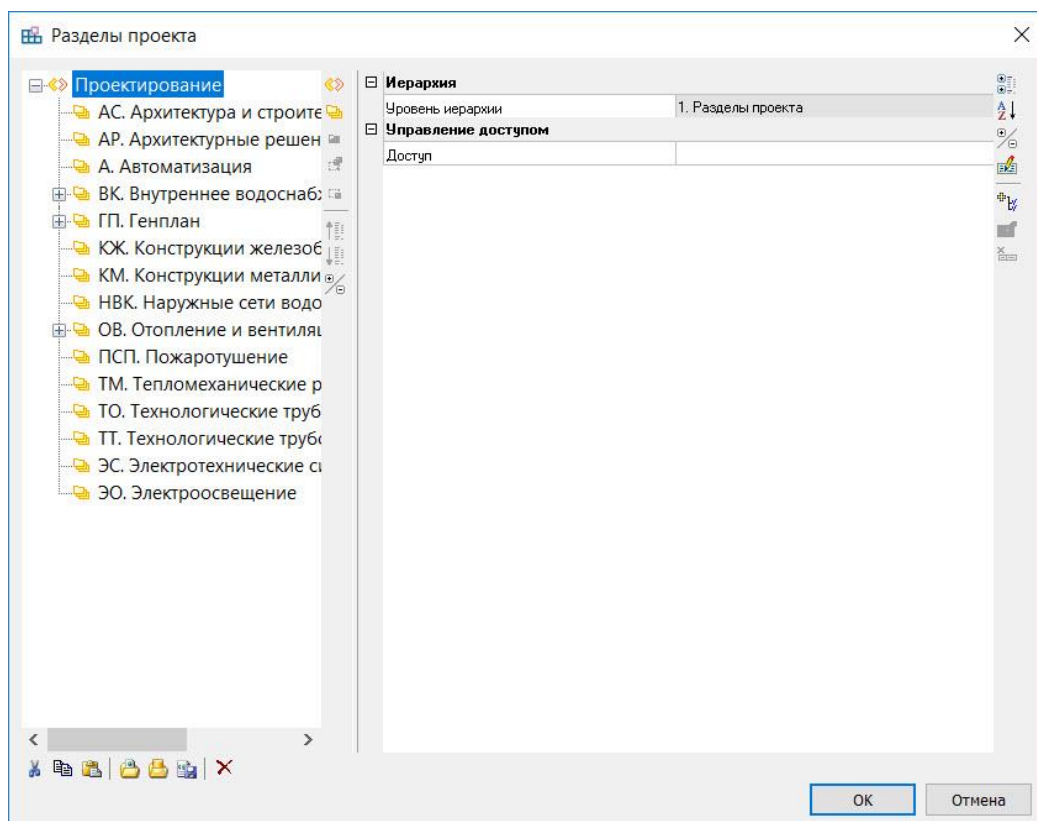 Разделы проекта
Проектирование
АС. Архитектура и строите
АР. Архитектурные решен
А. Автоматизация
ВК. Внутреннее водоснаб
ГП. Генплан
КЖ. Конструкции железоб
КМ. Конструкции металли
НВК. Наружные сети водо
ОВ. Отопление и вентиляц
ПСП. Пожаротушение
ТМ. Тепломеханические р
ТО. Технологические труб
ТТ. Технологические трубо
ЭС. Электротехнические си
ЭО. Электроосвещение
Иерархия
Уровень иерархии 1. Разделы проекта
Управление доступом
Доступ
OK Отмена